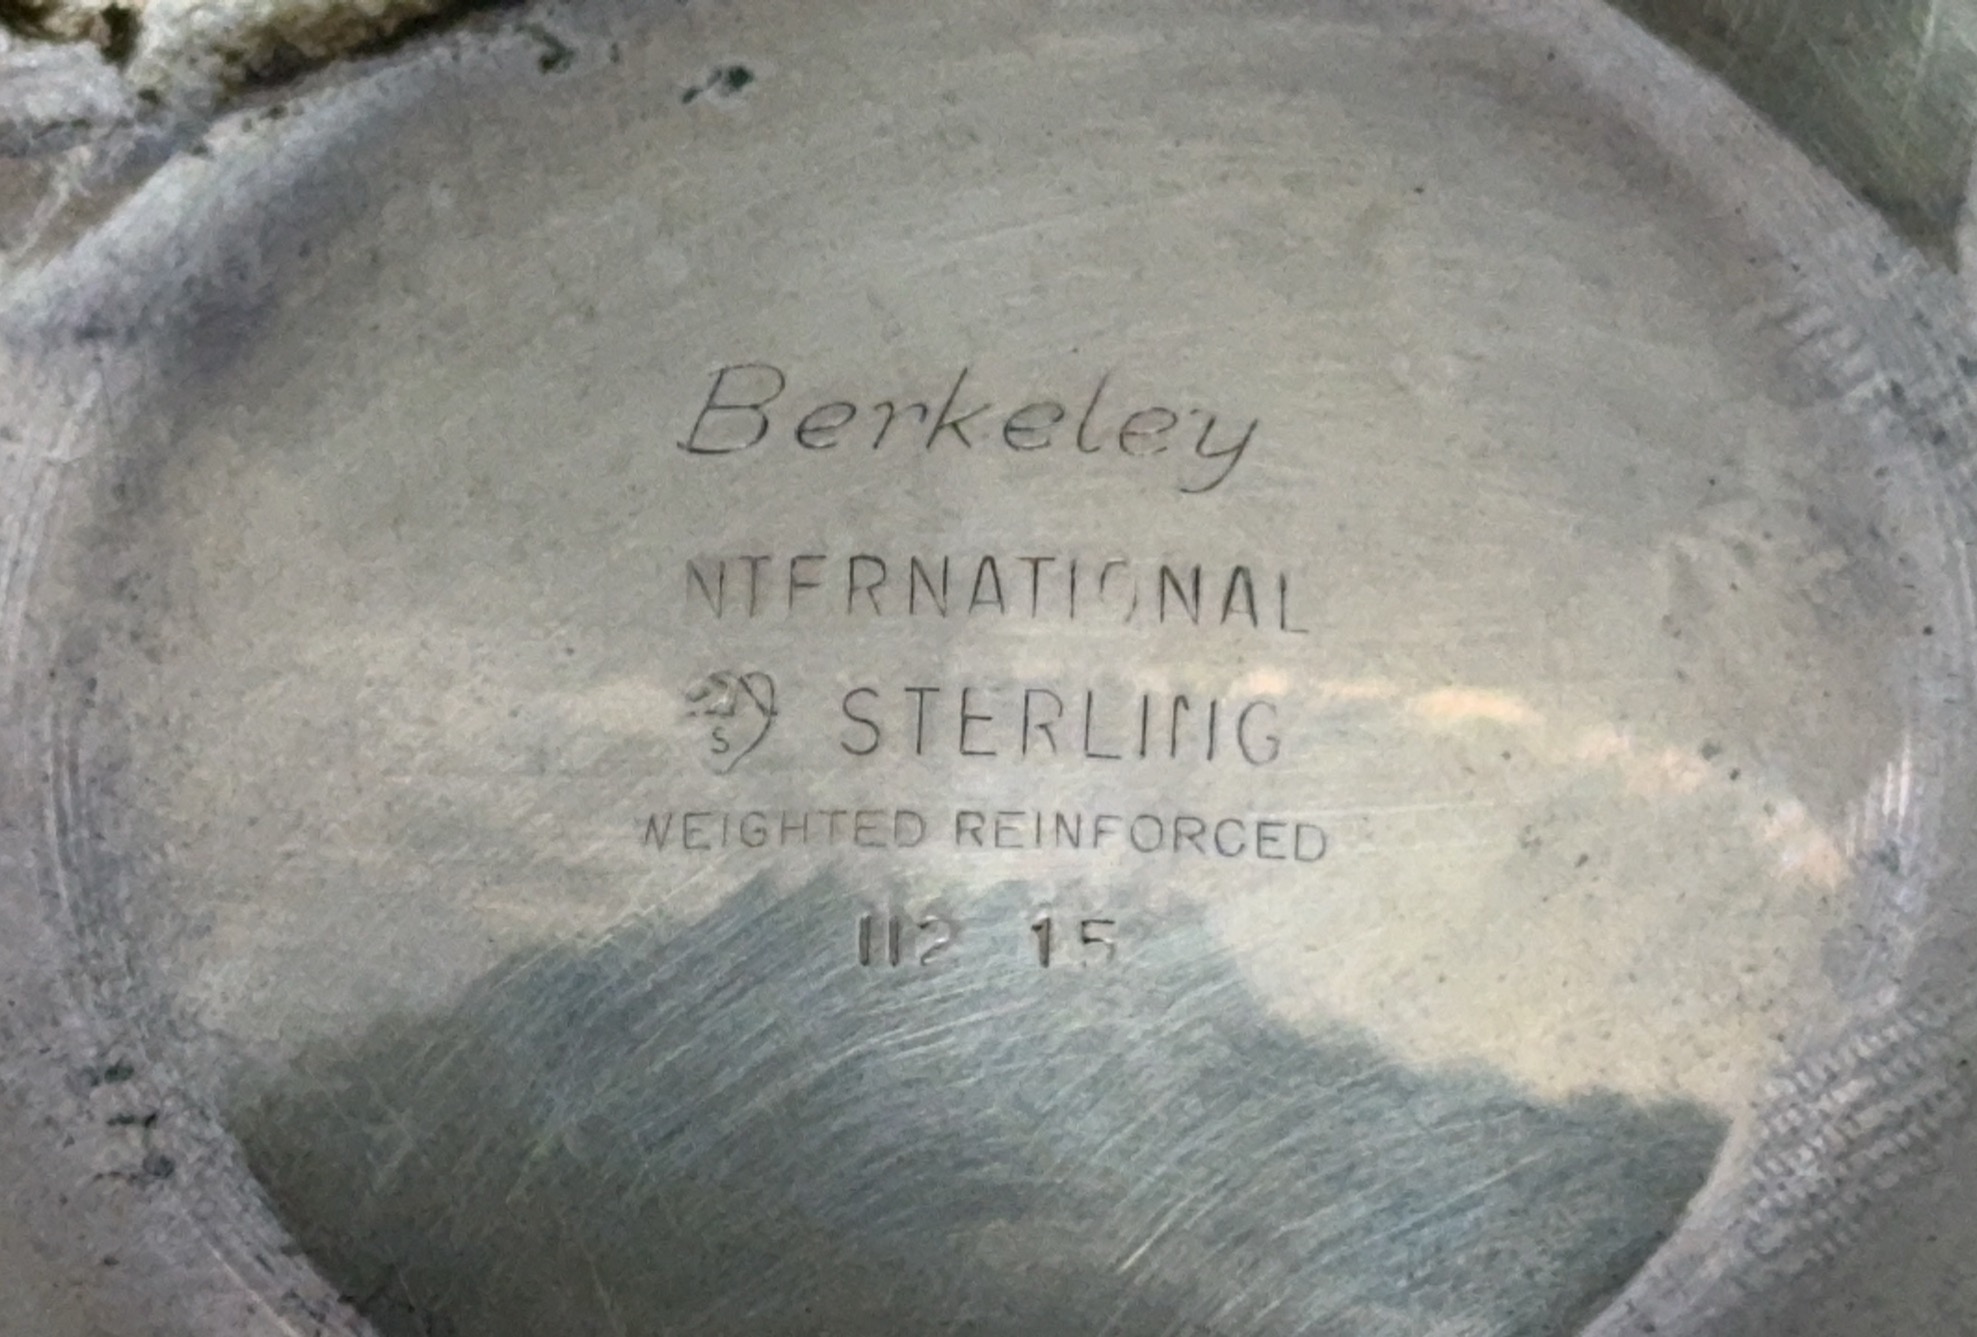 Berkeley
NTERNATIONAL
S STERLING
WEIGHTED REINFORCED
112 15